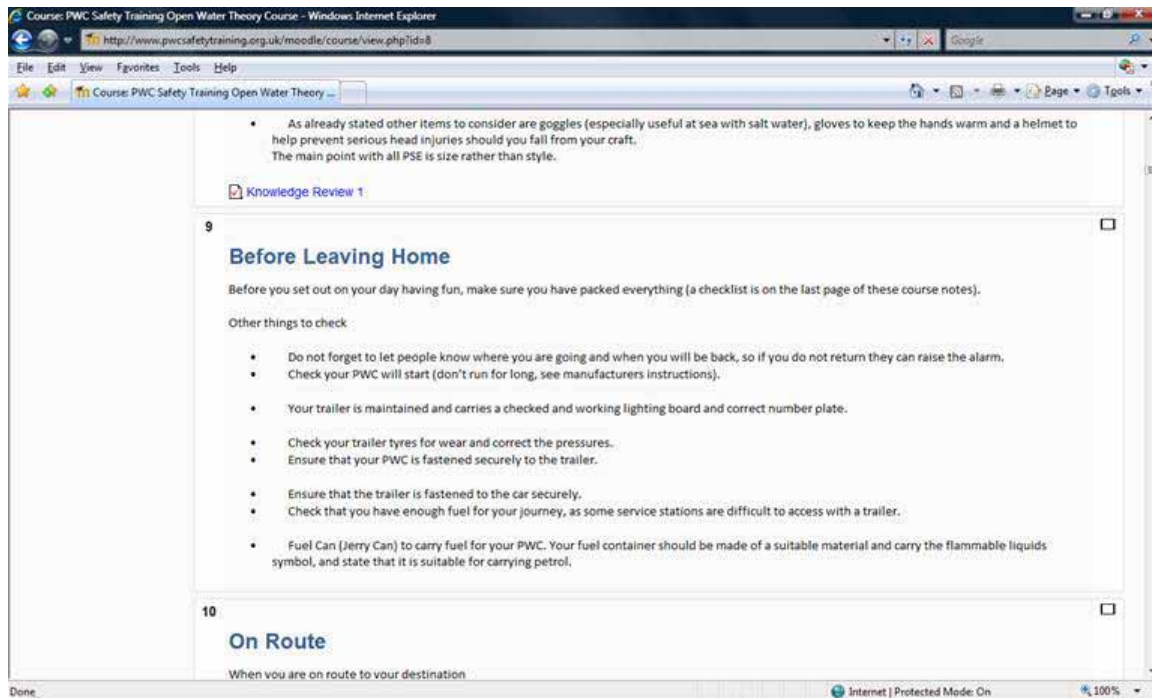 Course: PWC Safety Training Open Water Theory Course - Windows Internet Explorer
http://www.pwcsafetytraining.org.uk/moodle/course/view.php?id=8
Google
File Edit View Favorites Tools Help
Course: PWC Safety Training Open Water Theory ...
Page Tools
• As already stated other items to consider are goggles (especially useful at sea with salt water), gloves to keep the hands warm and a helmet to
help prevent serious head injuries should you fall from your craft.
The main point with all PSE is size rather than style.
Knowledge Review 1
9
Before Leaving Home
Before you set out on your day having fun, make sure you have packed everything (a checklist is on the last page of these course notes).
Other things to check
• Do not forget to let people know where you are going and when you will be back, so if you do not return they can raise the alarm.
• Check your PWC will start (don't run for long, see manufacturers instructions).
• Your trailer is maintained and carries a checked and working lighting board and correct number plate.
• Check your trailer tyres for wear and correct the pressures.
• Ensure that your PWC is fastened securely to the trailer.
• Ensure that the trailer is fastened to the car securely.
• Check that you have enough fuel for your journey, as some service stations are difficult to access with a trailer.
• Fuel Can (Jerry Can) to carry fuel for your PWC. Your fuel container should be made of a suitable material and carry the flammable liquids
symbol, and state that it is suitable for carrying petrol.
10
On Route
When you are on route to your destination
Done
Internet | Protected Mode: On
100%